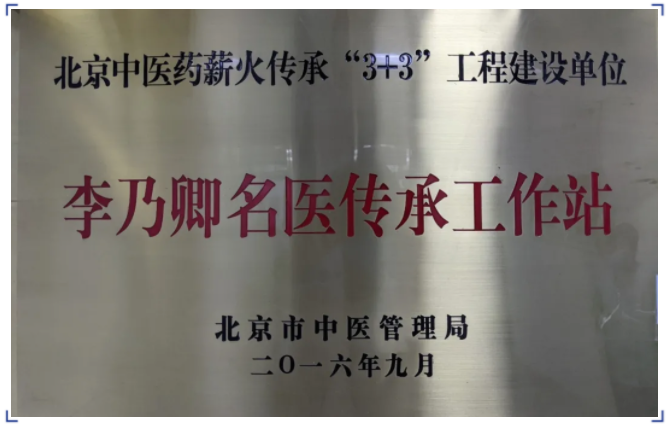 北京中医药薪火传承“3+3”工程建设单位
李乃卿名医传承工作站
北京市中医管理局
二〇一六年九月